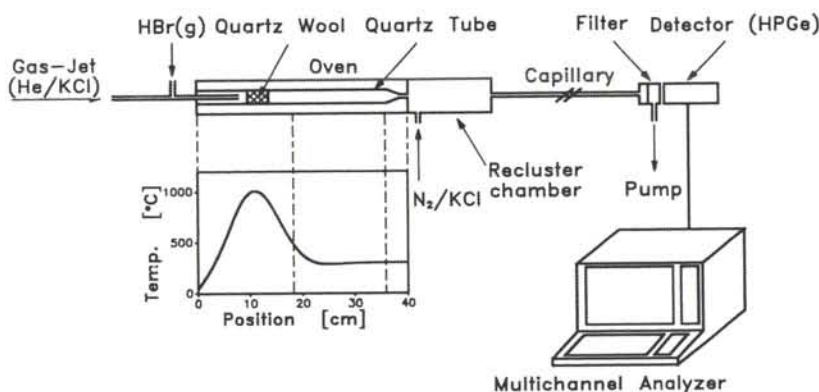 HBr(g) Quartz Wool Quartz Tube
Filter Detector (HPGe)
Gas-Jet
(He/KCl)
Oven
Capillary
Recluster
chamber
N₂/KCl
Pump
Temp. [°C]
1000
500
0
0 10 20 30 40
Position [cm]
Multichannel Analyzer